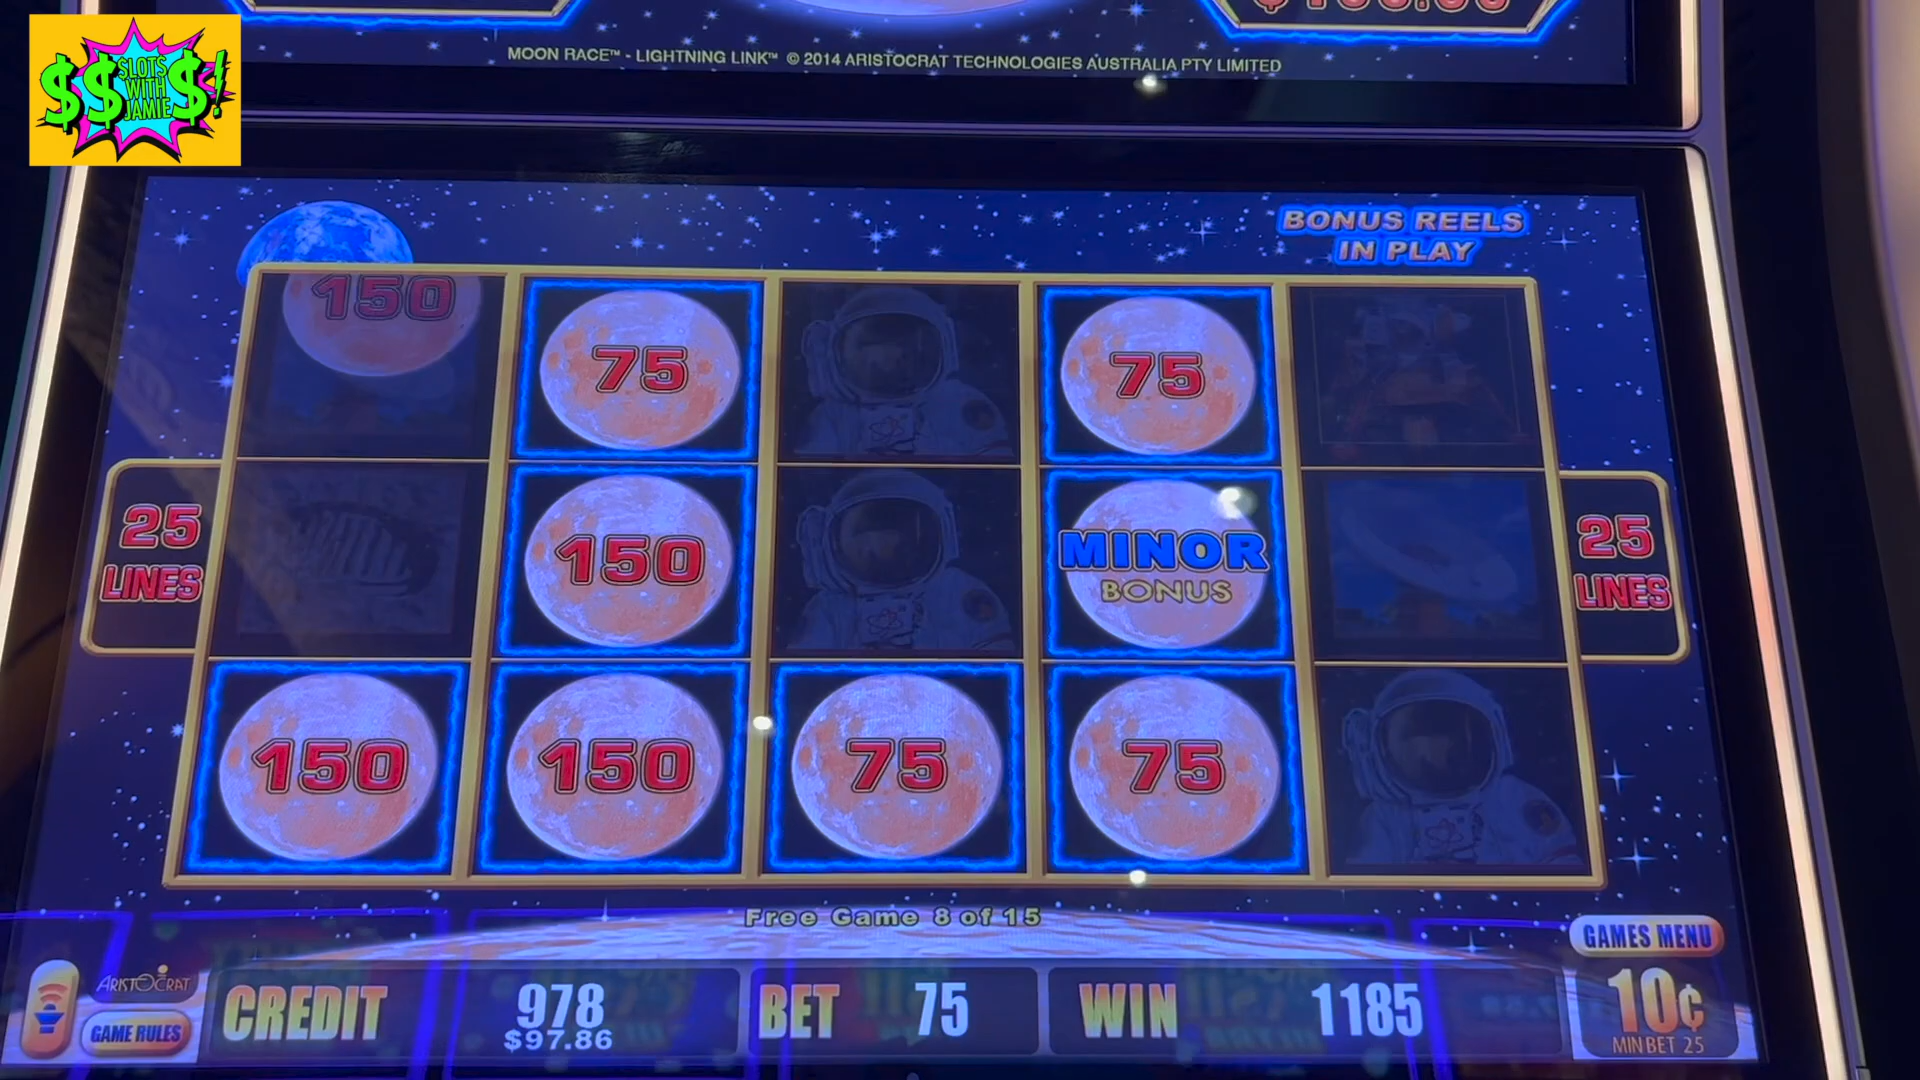 SLOTS
WITH
JAMIE
$$$!
MOON RACE™ - LIGHTNING LINK™ © 2014 ARISTOCRAT TECHNOLOGIES AUSTRALIA PTY LIMITED
BONUS REELS
IN PLAY
150
75
75
25
LINES
150
MINOR
BONUS
25
LINES
150
150
75
75
Free Game 8 of 15
GAMES MENU
ARISTOCRAT
GAME RULES
CREDIT
978
$97.86
BET
75
WIN
1185
10¢
MIN BET 25